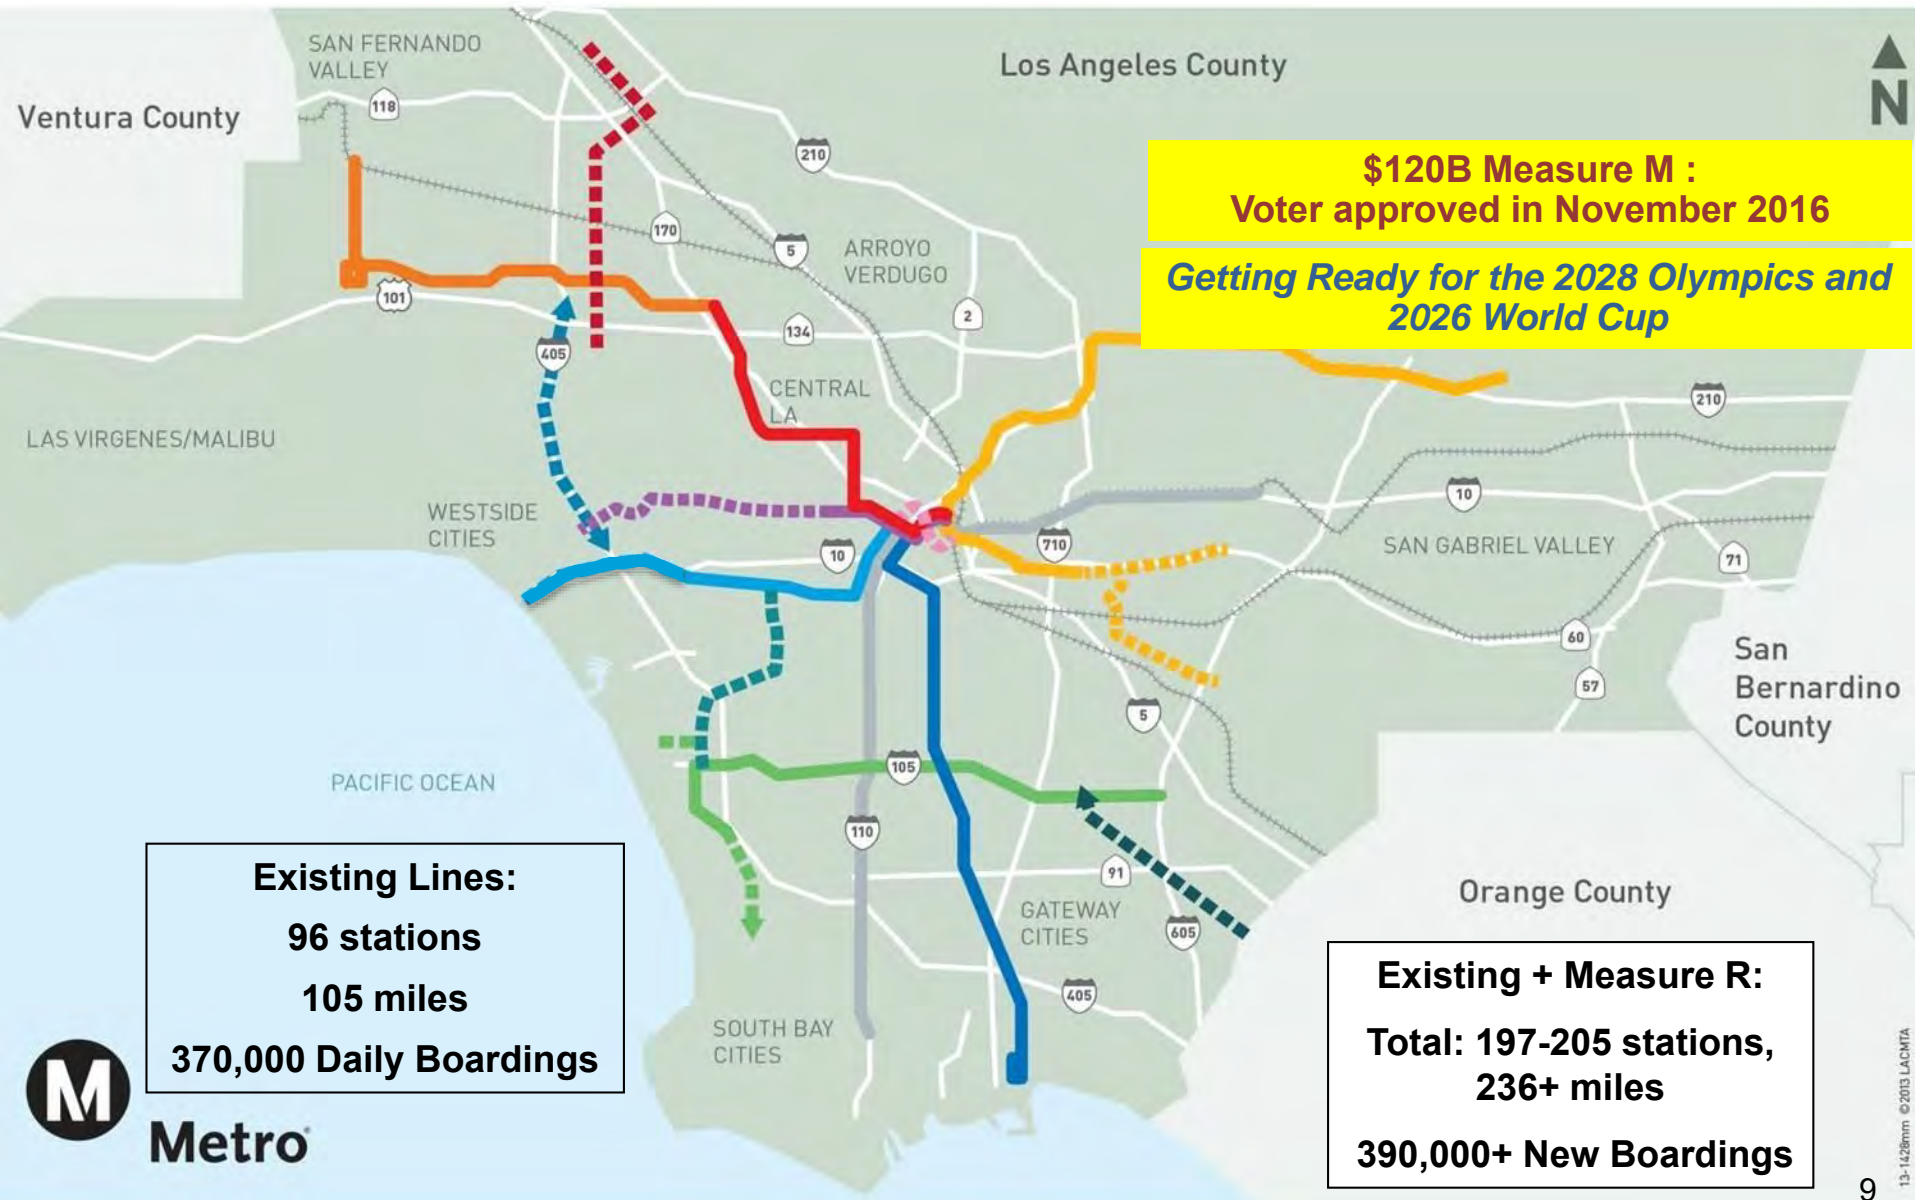 SAN FERNANDO
VALLEY
Los Angeles County
N
Ventura County
118
210
$120B Measure M :
Voter approved in November 2016
170
5
ARROYO
VERDUGO
Getting Ready for the 2028 Olympics and
2026 World Cup
101
2
134
405
CENTRAL
LA
210
LAS VIRGENES/MALIBU
WESTSIDE
CITIES
10
10
710
SAN GABRIEL VALLEY
71
60
San
Bernardino
County
57
5
PACIFIC OCEAN
105
110
Existing Lines:
96 stations
105 miles
370,000 Daily Boardings
91
GATEWAY
CITIES
605
Orange County
405
SOUTH BAY
CITIES
Existing + Measure R:
Total: 197-205 stations,
236+ miles
390,000+ New Boardings
M
Metro
13-1428mm ©2013 LACMTA
9